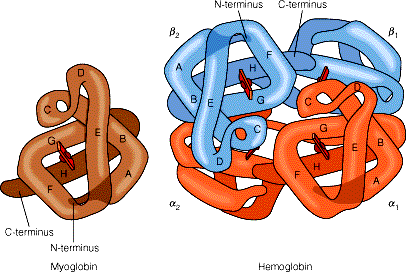 N-terminus
C-terminus
β2
β1
A
B
E
H
F
G
C
D
C
D
G
H
F
E
B
A
α2
α1
D
C
E
B
G
H
F
A
C-terminus
N-terminus
Myoglobin
Hemoglobin